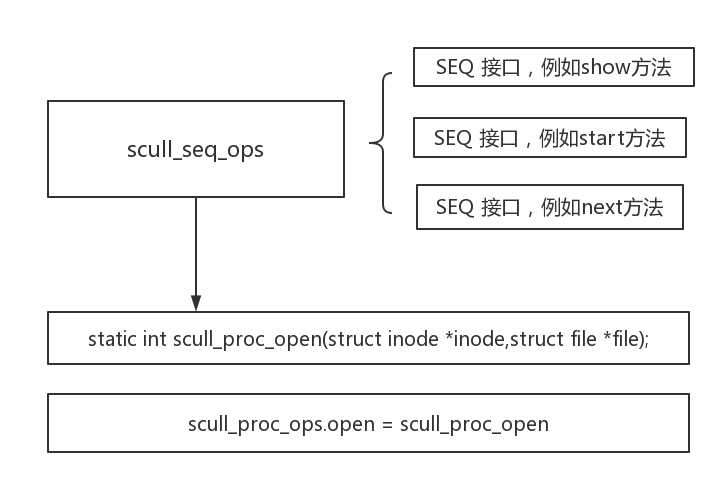 SEQ 接口，例如show方法
scull_seq_ops
SEQ 接口，例如start方法
SEQ 接口，例如next方法
static int scull_proc_open(struct inode *inode,struct file *file);
scull_proc_ops.open = scull_proc_open